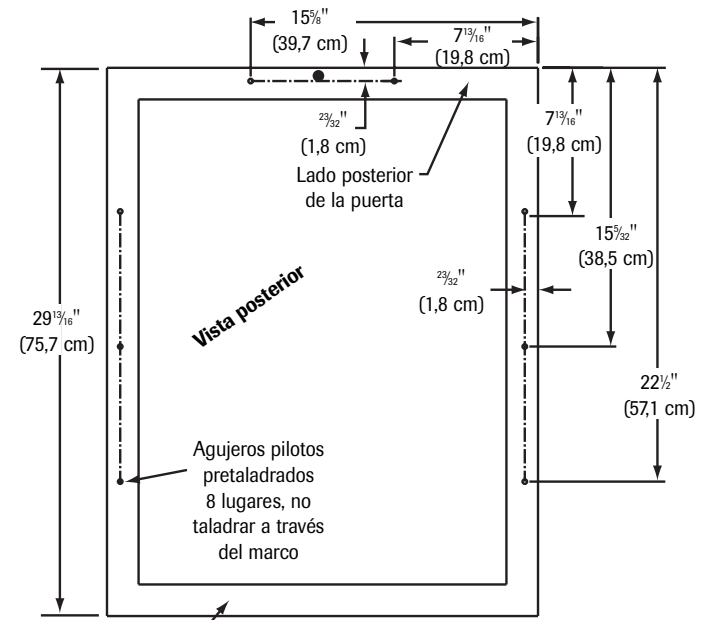 15⅝"
(39,7 cm)
7¹³⁄₁₆"
(19,8 cm)
²³⁄₃₂"
(1,8 cm)
Lado posterior
de la puerta
7¹³⁄₁₆"
(19,8 cm)
15⁵⁄₃₂"
(38,5 cm)
²³⁄₃₂"
(1,8 cm)
Vista posterior
29¹³⁄₁₆"
(75,7 cm)
22½"
(57,1 cm)
Agujeros pilotos
pretaladrados
8 lugares, no
taladrar a través
del marco